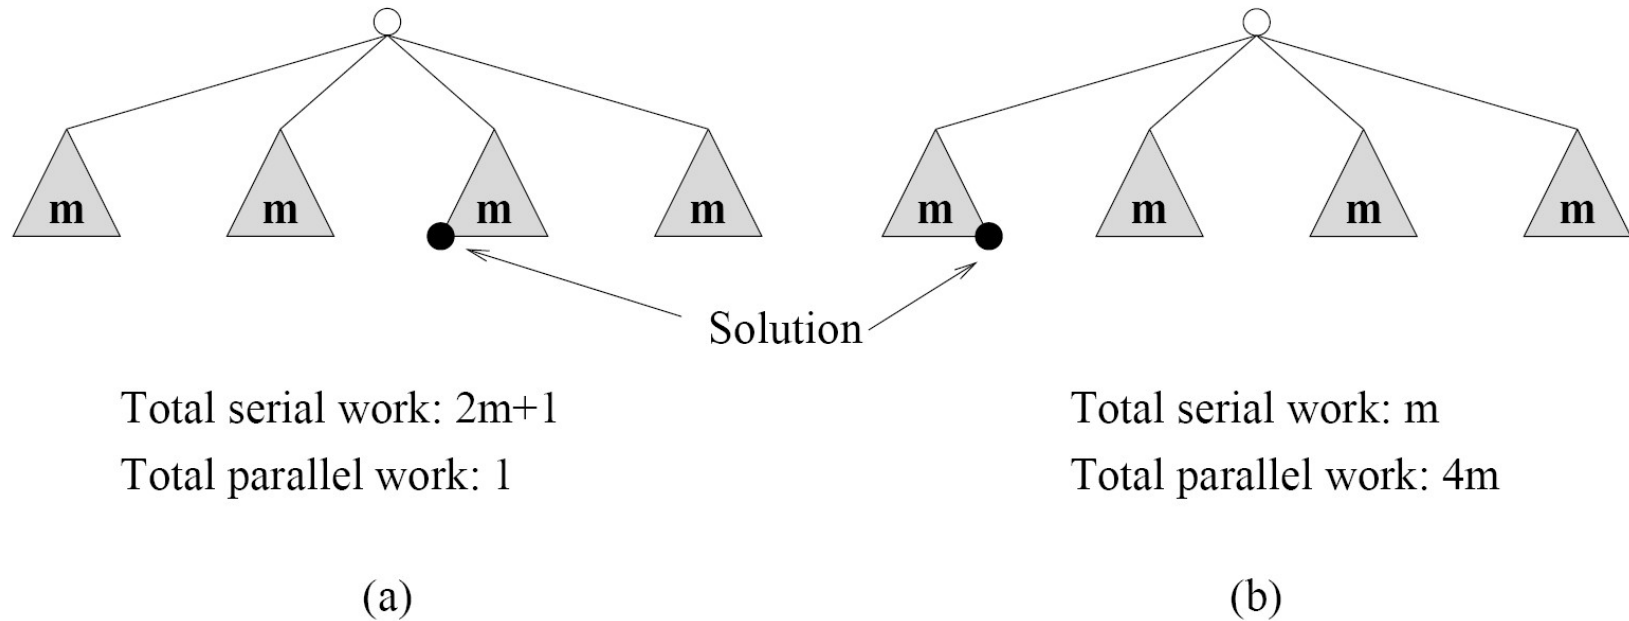 m m m m m m m m
Solution
Total serial work: 2m+1 Total serial work: m
Total parallel work: 1 Total parallel work: 4m
(a) (b)